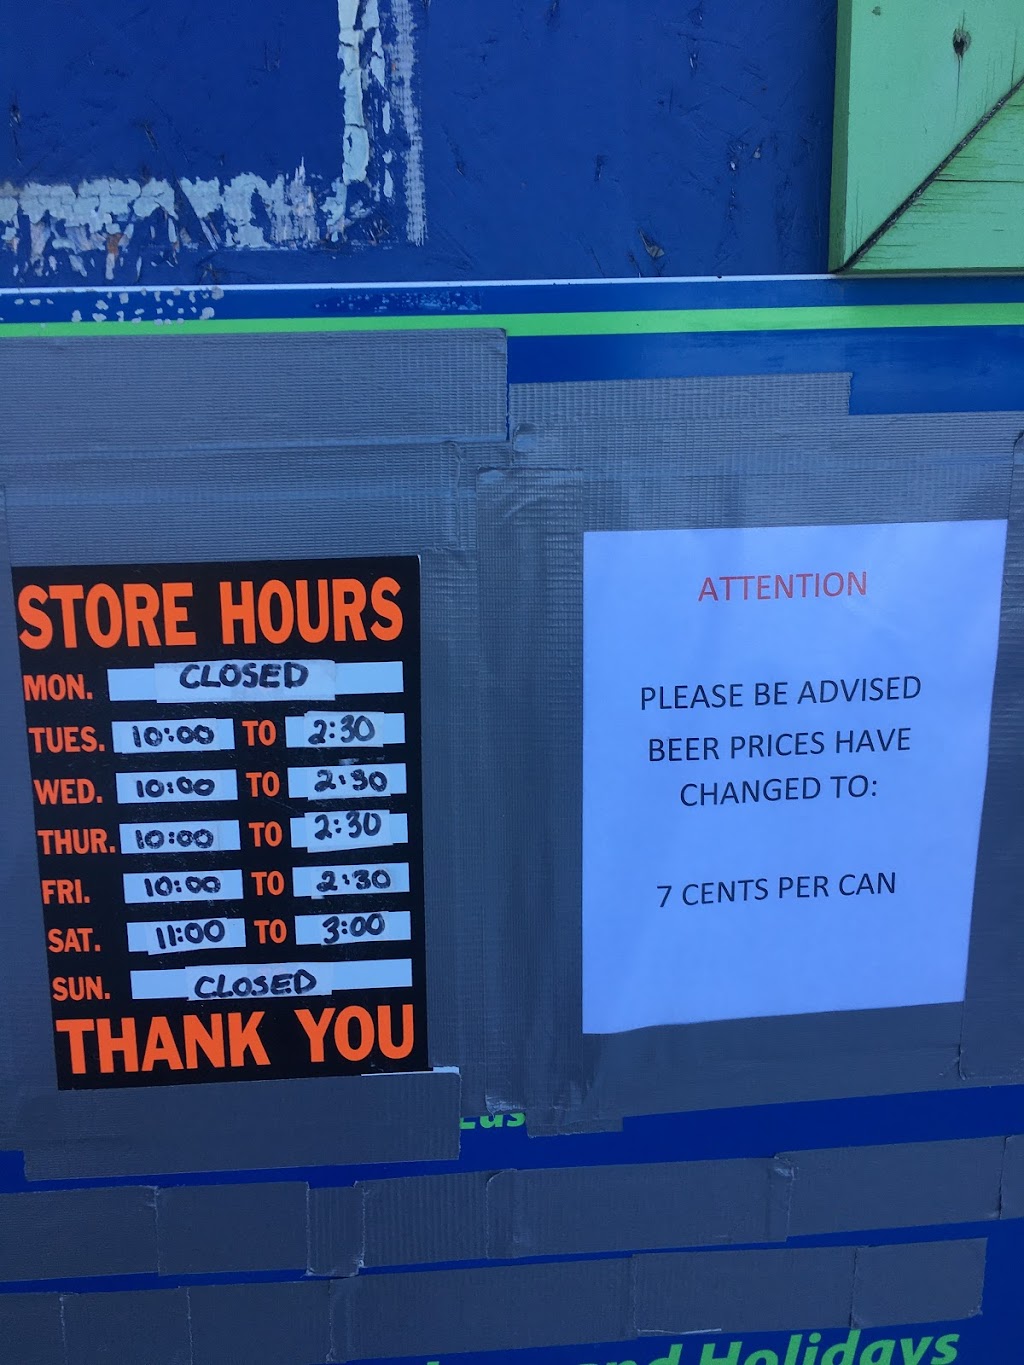 STORE HOURS
MON. CLOSED
TUES. 10:00 TO 2:30
WED. 10:00 TO 2:30
THUR. 10:00 TO 2:30
FRI. 10:00 TO 2:30
SAT. 11:00 TO 3:00
SUN. CLOSED
THANK YOU
ATTENTION
PLEASE BE ADVISED
BEER PRICES HAVE
CHANGED TO:
7 CENTS PER CAN
and Holidays